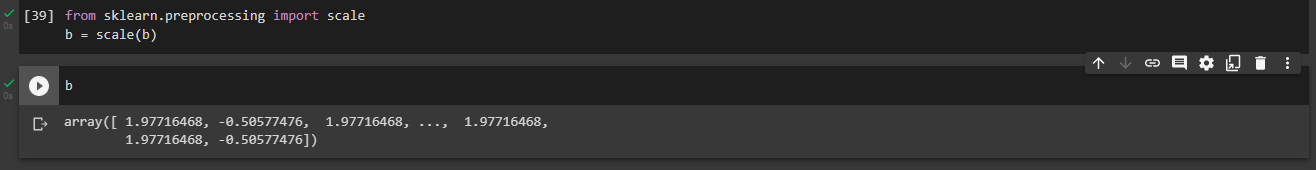 [39] from sklearn.preprocessing import scale
b = scale(b)
0s
b
0s
array([ 1.97716468, -0.50577476,  1.97716468, ...,  1.97716468,
1.97716468, -0.50577476])